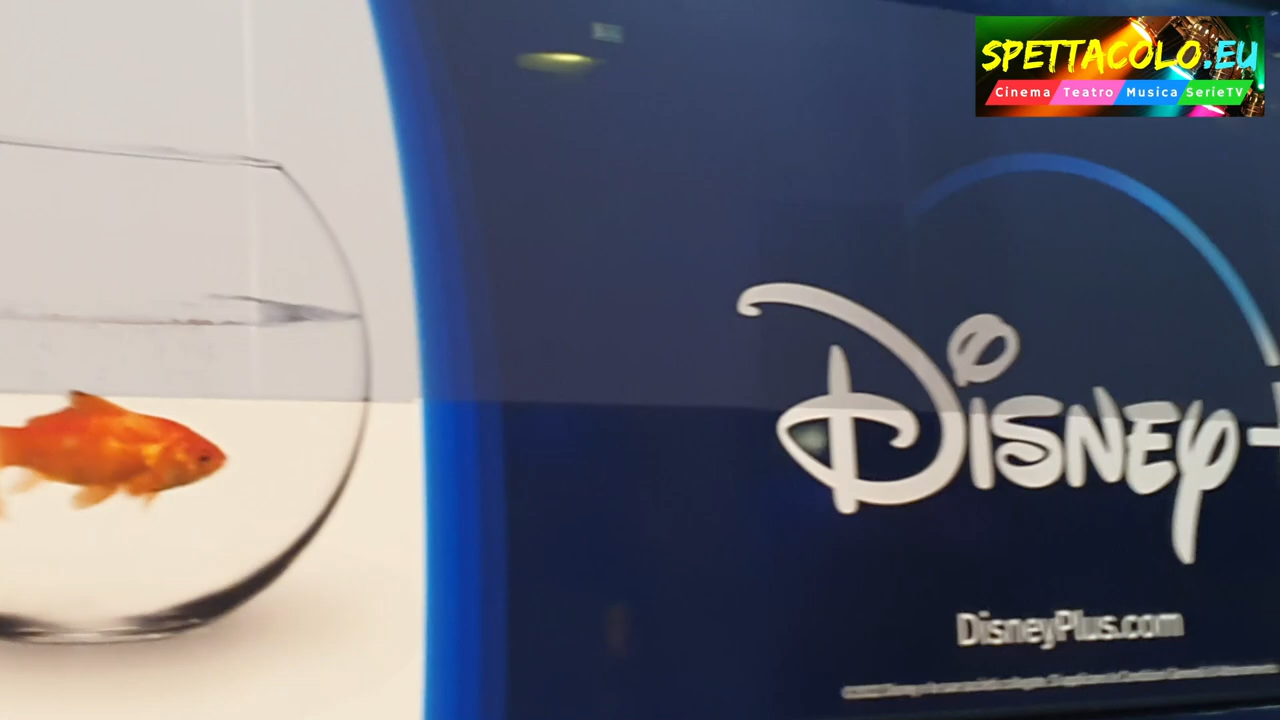 SPETTACOLO.EU
Cinema Teatro Musica SerieTV
Disney+
DisneyPlus.com